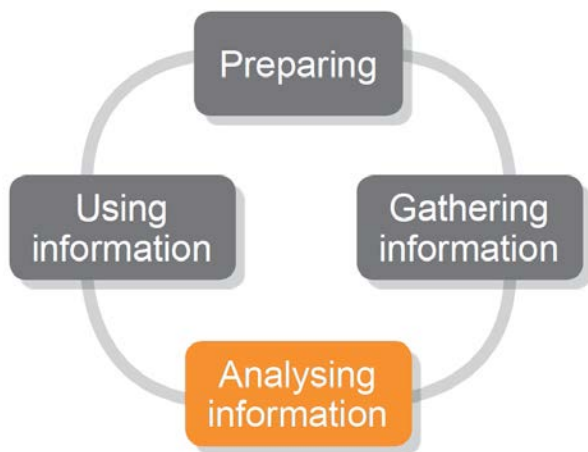 Preparing
Using
information
Gathering
information
Analysing
information